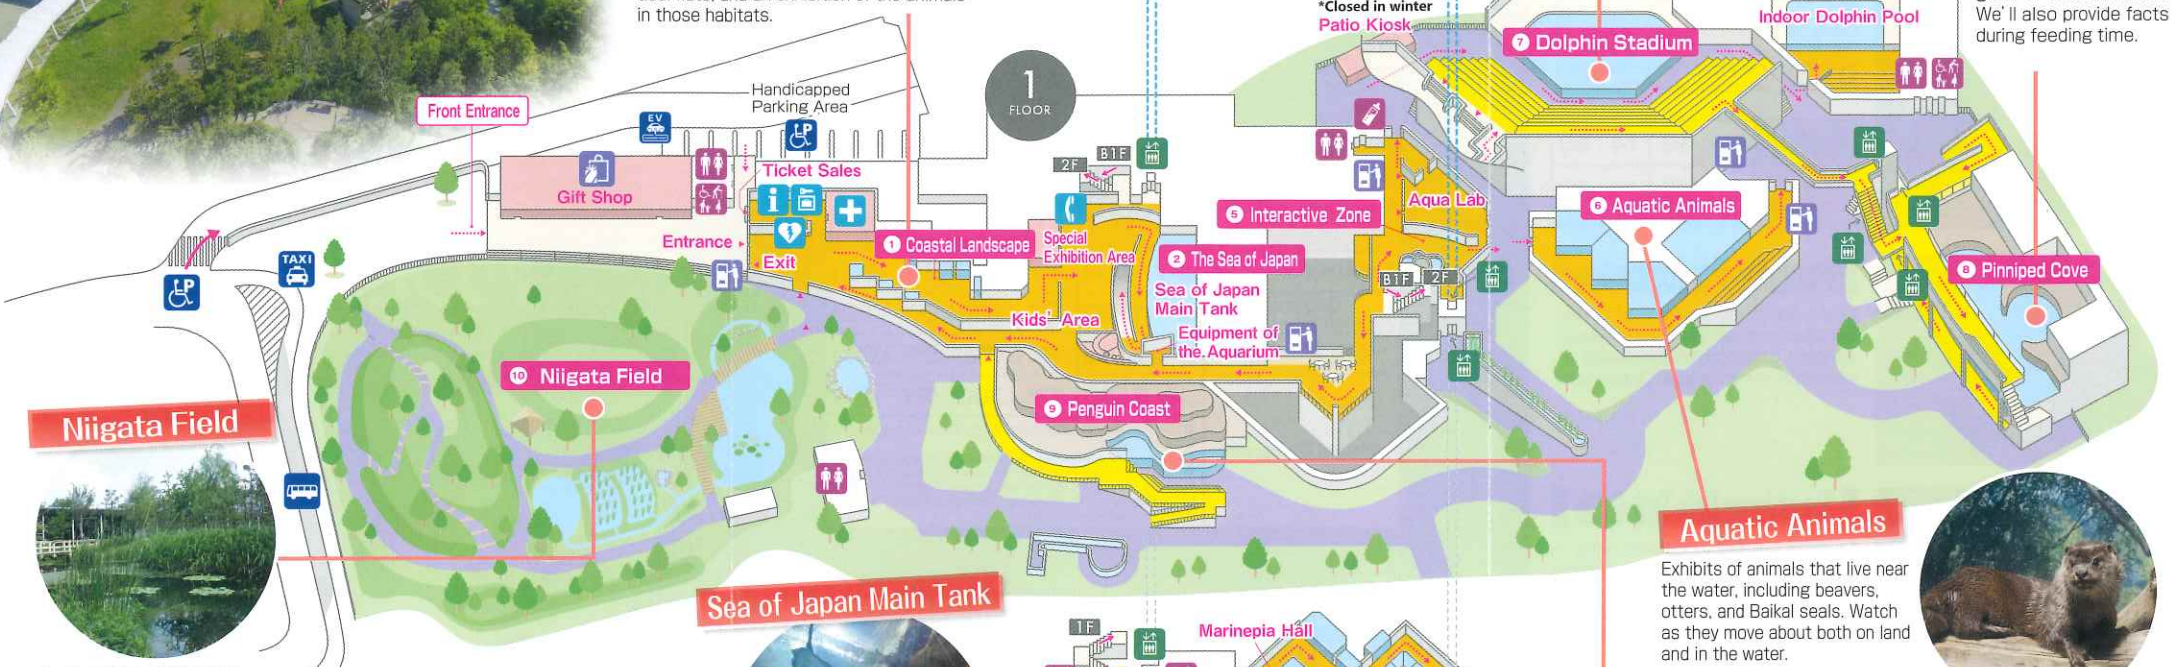 in those habitats.
*Closed in winter
Patio Kiosk
7 Dolphin Stadium
Indoor Dolphin Pool
We'll also provide facts
during feeding time.
1
FLOOR
Handicapped
Parking Area
Front Entrance
EV
P
Gift Shop
Ticket Sales
i
Entrance
Exit
1 Coastal Landscape
Special
Exhibition Area
2F
B1F
2 The Sea of Japan
Sea of Japan
Main Tank
Equipment of
the Aquarium
Kids' Area
5 Interactive Zone
Aqua Lab
B1F
2F
6 Aquatic Animals
8 Pinniped Cove
TAXI
P
10 Niigata Field
9 Penguin Coast
Niigata Field
Sea of Japan Main Tank
1F
Marinepia Hall
Aquatic Animals
Exhibits of animals that live near
the water, including beavers,
otters, and Baikal seals. Watch
as they move about both on land
and in the water.